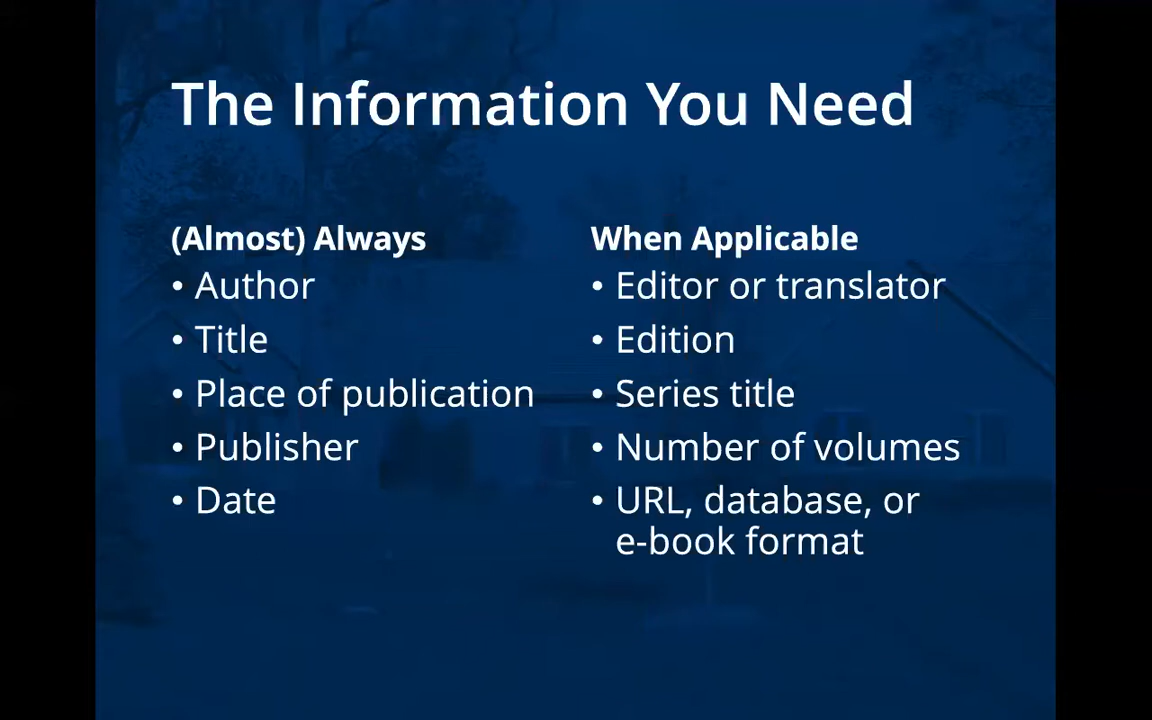 The Information You Need
(Almost) Always
• Author
• Title
• Place of publication
• Publisher
• Date
When Applicable
• Editor or translator
• Edition
• Series title
• Number of volumes
• URL, database, or
e-book format